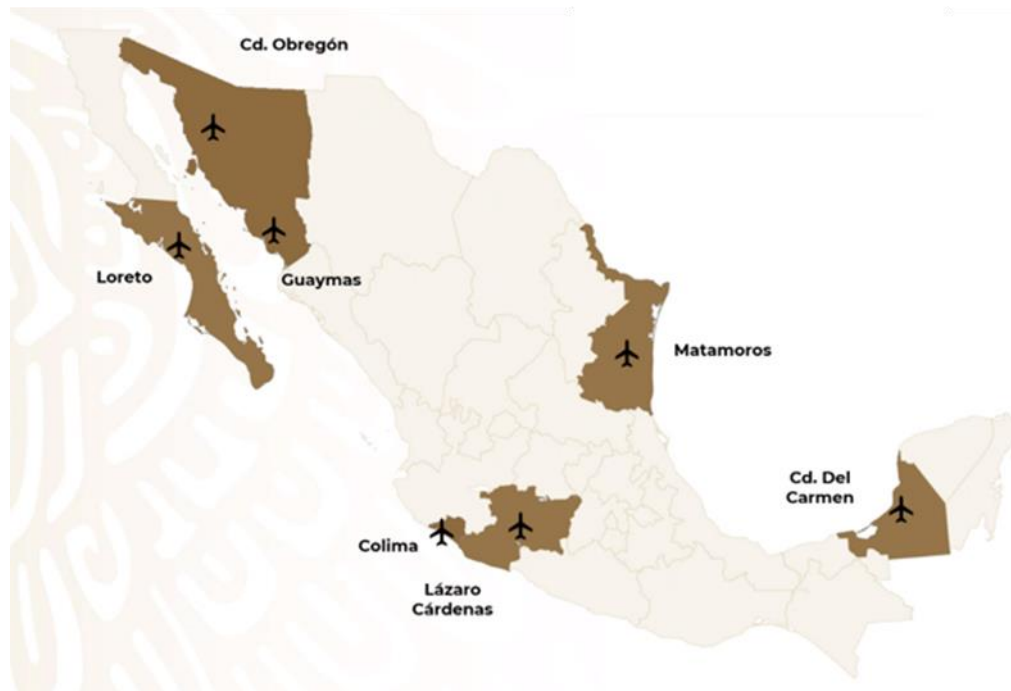 Cd. Obregón
Loreto
Guaymas
Matamoros
Cd. Del
Carmen
Colima
Lázaro
Cárdenas